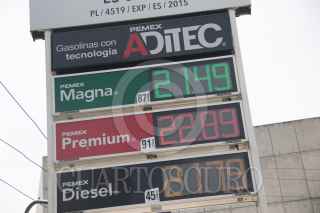 PL / 4519 / EXP / ES / 2015
PEMEX
Gasolinas con
tecnología
ADITEC
PEMEX
Magna
87
21.49
PEMEX
Premium
91
22.89
PEMEX
Diesel
45
CUARTOSCURO